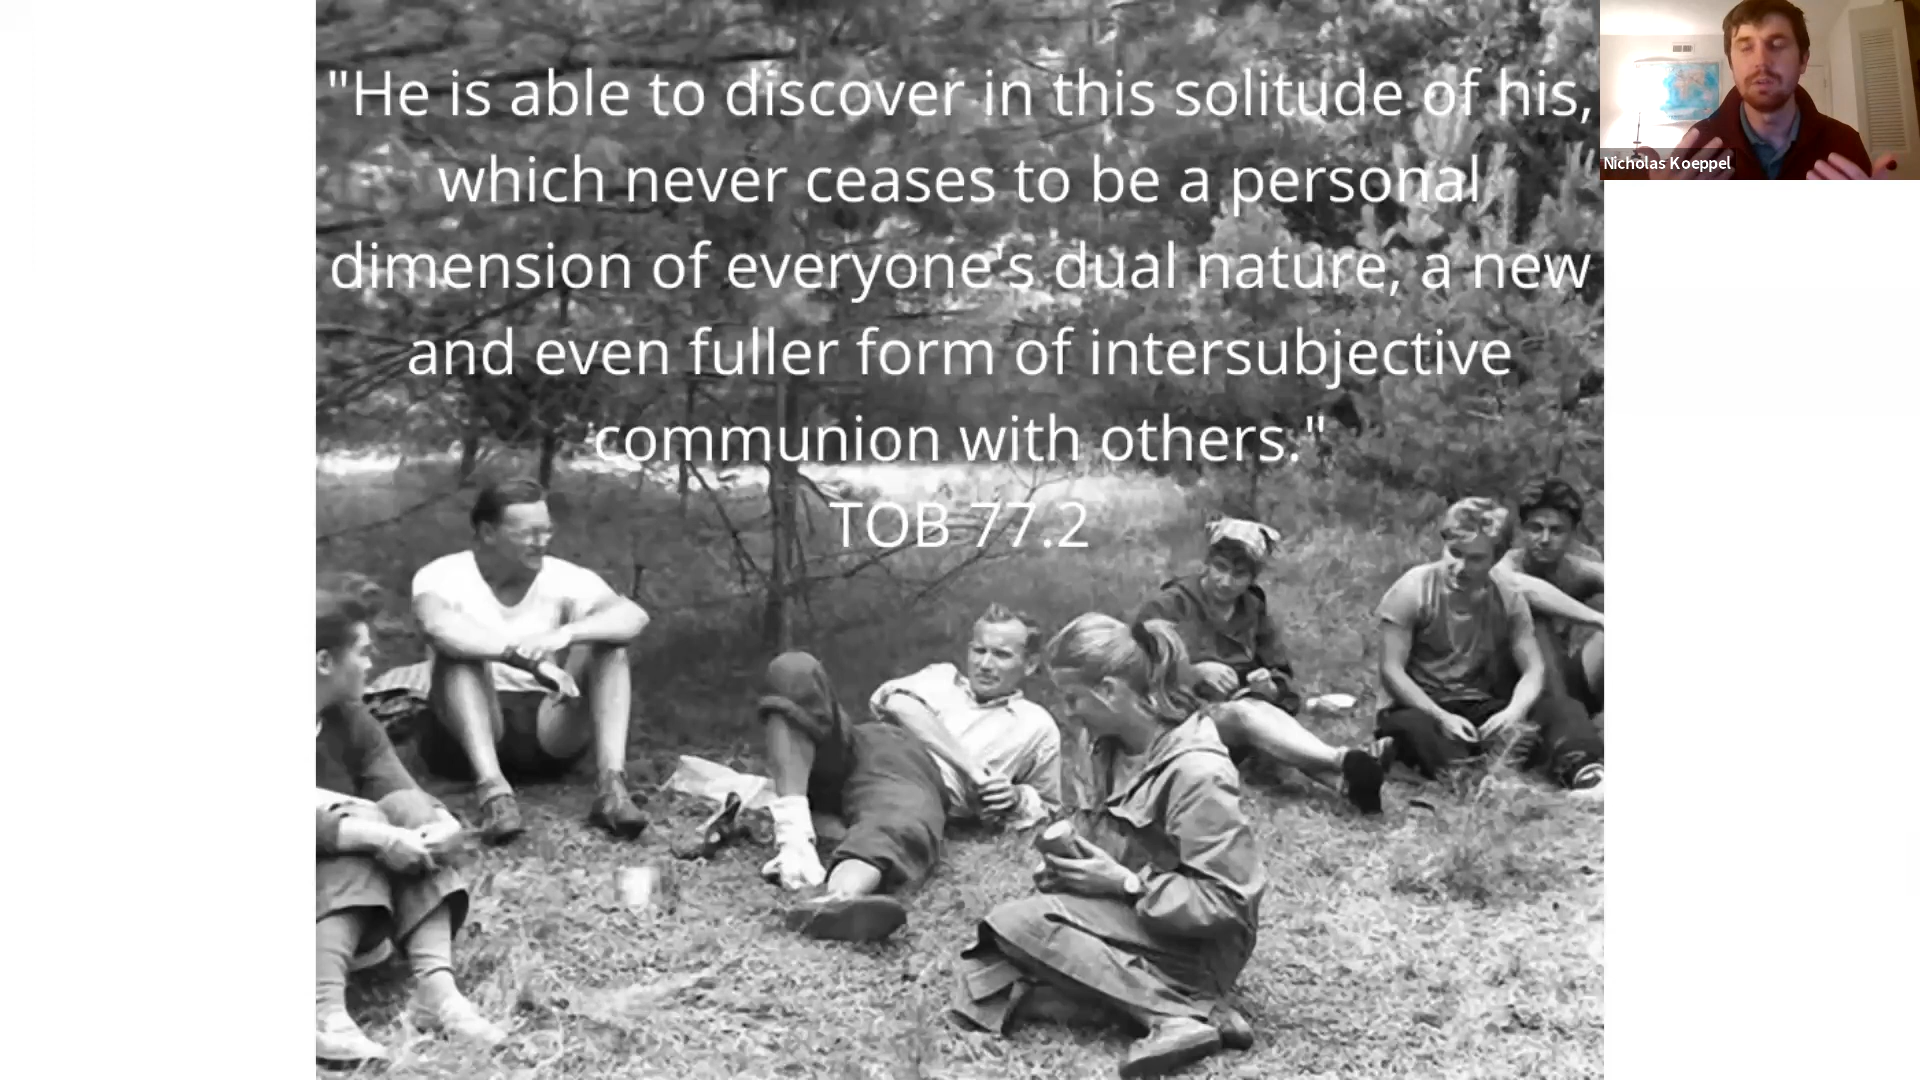 "He is able to discover in this solitude of his,
which never ceases to be a personal
dimension of everyone's dual nature, a new
and even fuller form of intersubjective
communion with others."
TOB 77.2
Nicholas Koeppel